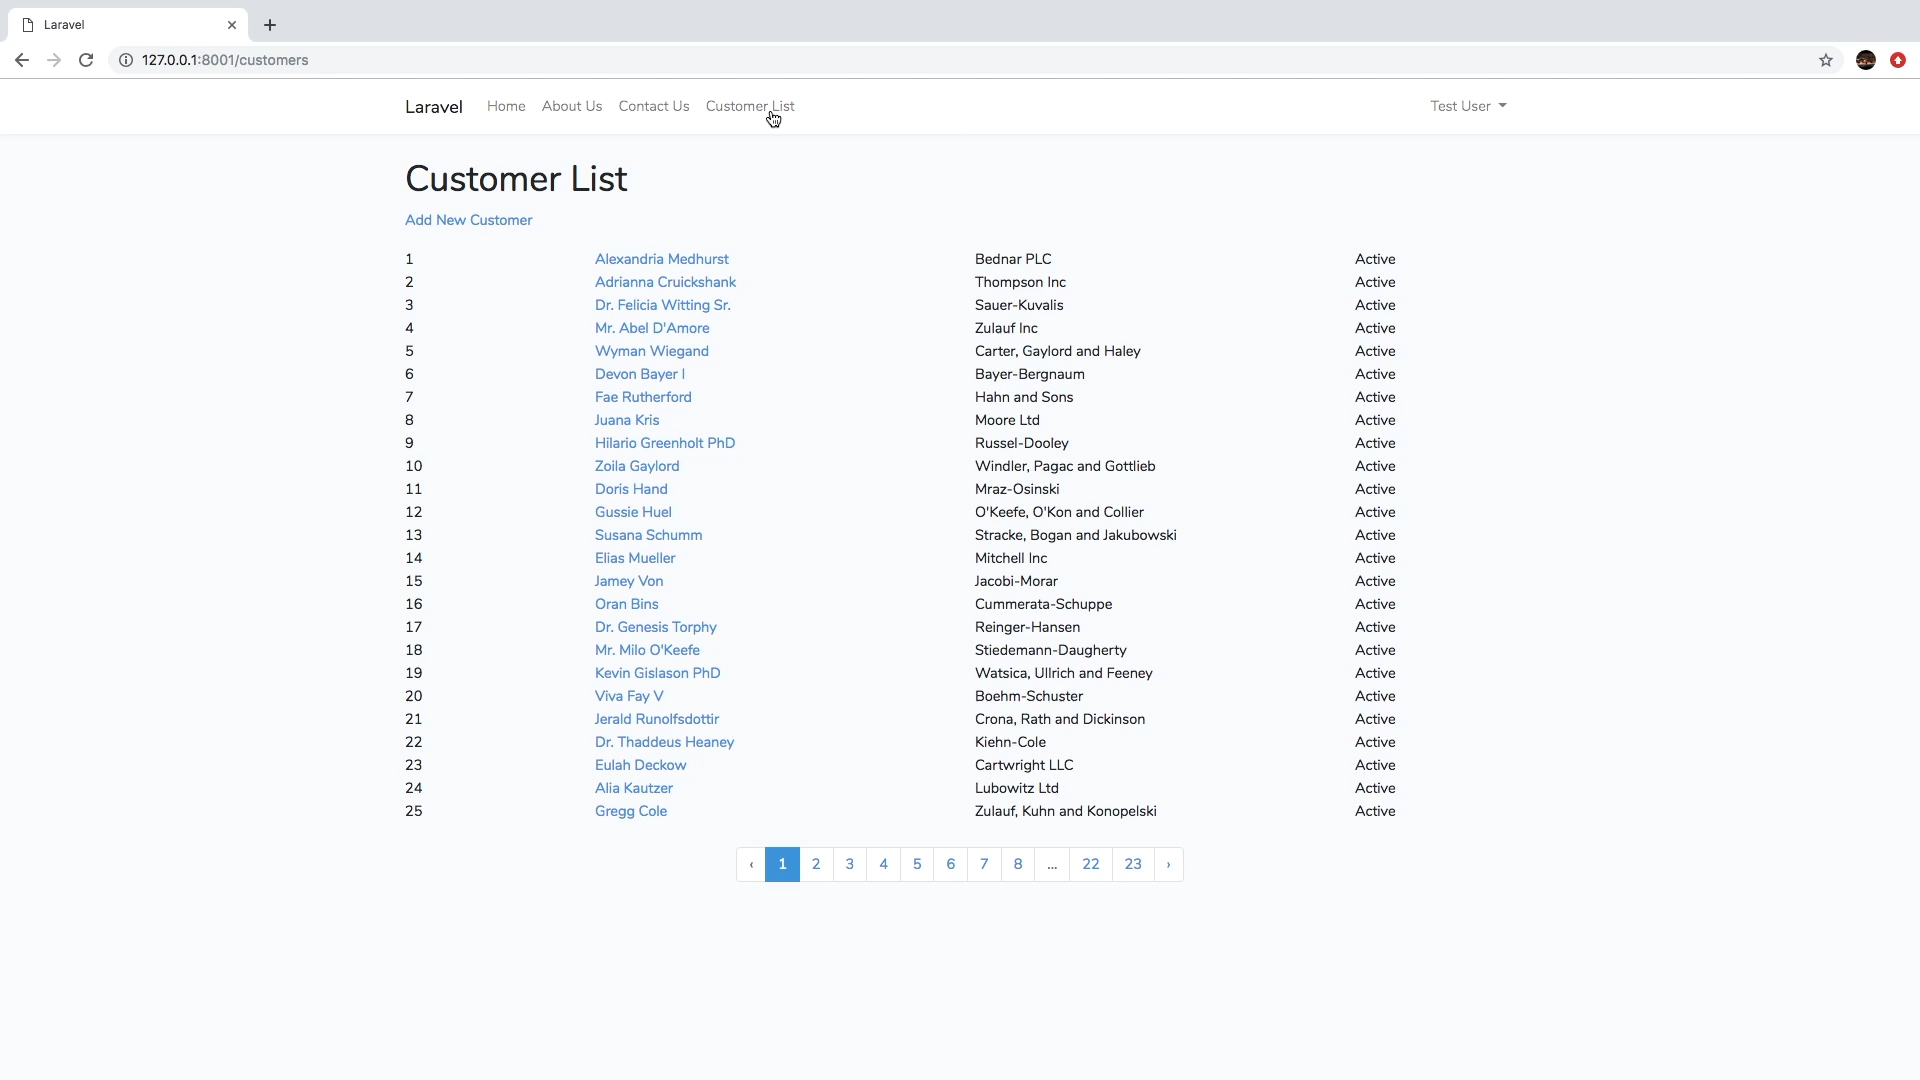 Laravel
127.0.0.1:8001/customers
Laravel Home About Us Contact Us Customer List Test User
Customer List
Add New Customer
1 Alexandria Medhurst Bednar PLC Active
2 Adrianna Cruickshank Thompson Inc Active
3 Dr. Felicia Witting Sr. Sauer-Kuvalis Active
4 Mr. Abel D'Amore Zulauf Inc Active
5 Wyman Wiegand Carter, Gaylord and Haley Active
6 Devon Bayer I Bayer-Bergnaum Active
7 Fae Rutherford Hahn and Sons Active
8 Juana Kris Moore Ltd Active
9 Hilario Greenholt PhD Russel-Dooley Active
10 Zoila Gaylord Windler, Pagac and Gottlieb Active
11 Doris Hand Mraz-Osinski Active
12 Gussie Huel O'Keefe, O'Kon and Collier Active
13 Susana Schumm Stracke, Bogan and Jakubowski Active
14 Elias Mueller Mitchell Inc Active
15 Jamey Von Jacobi-Morar Active
16 Oran Bins Cummerata-Schuppe Active
17 Dr. Genesis Torphy Reinger-Hansen Active
18 Mr. Milo O'Keefe Stiedemann-Daugherty Active
19 Kevin Gislason PhD Watsica, Ullrich and Feeney Active
20 Viva Fay V Boehm-Schuster Active
21 Jerald Runolfsdottir Crona, Rath and Dickinson Active
22 Dr. Thaddeus Heaney Kiehn-Cole Active
23 Eulah Deckow Cartwright LLC Active
24 Alia Kautzer Lubowitz Ltd Active
25 Gregg Cole Zulauf, Kuhn and Konopelski Active
‹ 1 2 3 4 5 6 7 8 ... 22 23 ›